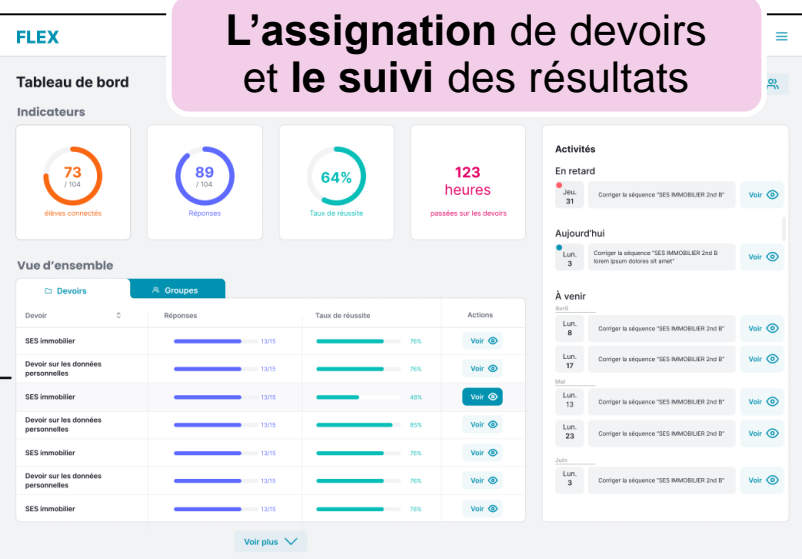 L'assignation de devoirs
et le suivi des résultats
FLEX
Tableau de bord
Indicateurs
73
/ 104
élèves connectés
89
/ 104
Réponses
64%
Taux de réussite
123
heures
passées sur les devoirs
Vue d'ensemble
Devoirs
Groupes
Devoir Réponses Taux de réussite Actions
SES immobilier 13/15 76% Voir
Devoir sur les données
personnelles 13/15 76% Voir
SES immobilier 13/15 48% Voir
Devoir sur les données
personnelles 13/15 85% Voir
SES immobilier 13/15 76% Voir
Devoir sur les données
personnelles 13/15 76% Voir
SES immobilier 13/15 76% Voir
Voir plus
Activités
En retard
Jeu.
31
Corriger la séquence "SES IMMOBILIER 2nd B"
Voir
Aujourd'hui
Lun.
3
Corriger la séquence "SES IMMOBILIER 2nd B
lorem ipsum dolores sit amet"
Voir
À venir
Avril
Lun.
8
Corriger la séquence "SES IMMOBILIER 2nd B"
Voir
Lun.
17
Corriger la séquence "SES IMMOBILIER 2nd B"
Voir
Mai
Lun.
13
Corriger la séquence "SES IMMOBILIER 2nd B"
Voir
Lun.
23
Corriger la séquence "SES IMMOBILIER 2nd B"
Voir
Juin
Lun.
3
Corriger la séquence "SES IMMOBILIER 2nd B"
Voir